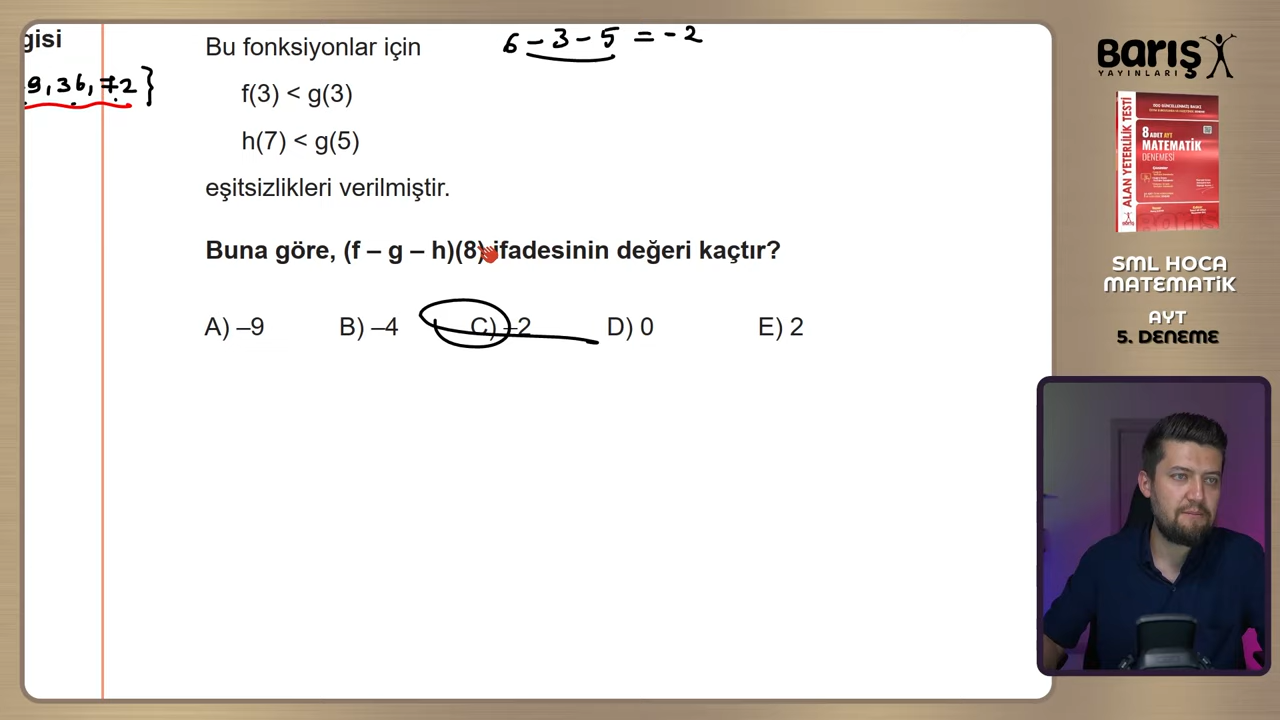 gisi
9, 36, 72}
Bu fonksiyonlar için
6 - 3 - 5 = -2
f(3) < g(3)
h(7) < g(5)
eşitsizlikleri verilmiştir.
Buna göre, (f – g – h)(8) ifadesinin değeri kaçtır?
A) –9 B) –4 C) –2 D) 0 E) 2
BARIŞ
YAYINLARI
ALAN YETERLİLİK TESTİ
8 ADET AYT
MATEMATİK
DENEMESİ
SML HOCA
MATEMATİK
AYT
5. DENEME